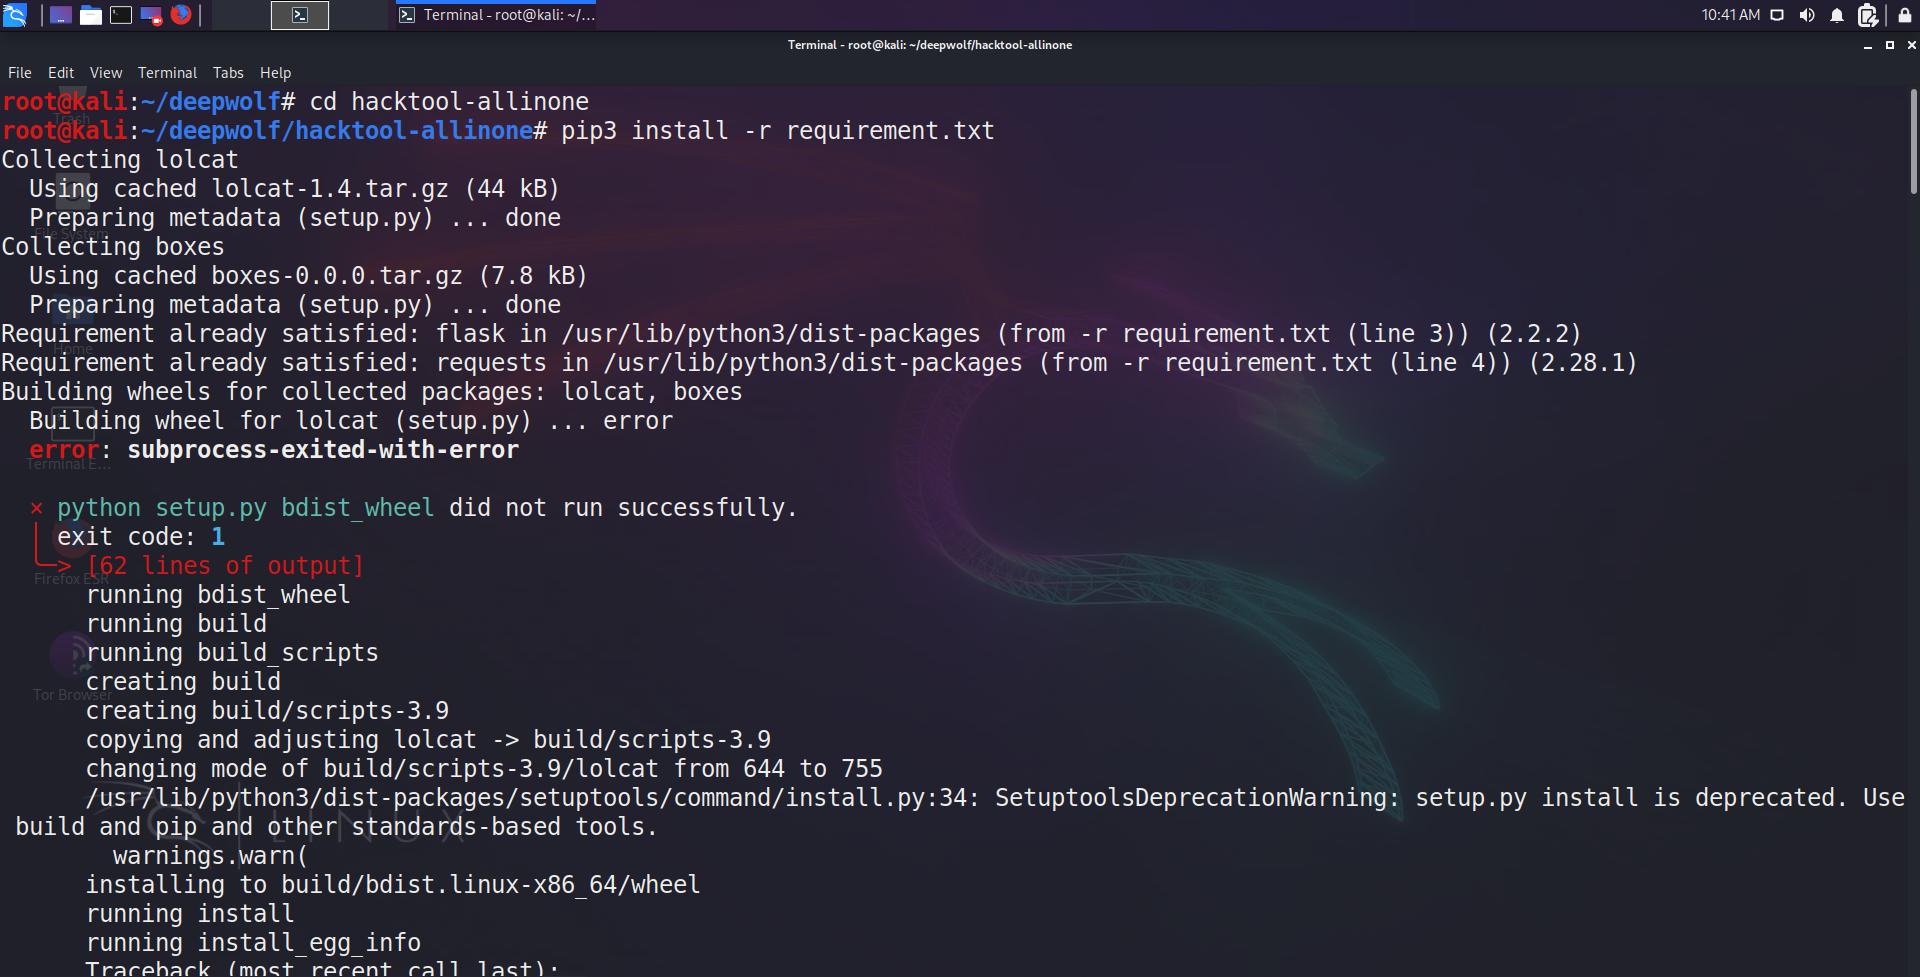 Terminal - root@kali: ~/...
10:41 AM
Terminal - root@kali: ~/deepwolf/hacktool-allinone
File Edit View Terminal Tabs Help
root@kali:~/deepwolf# cd hacktool-allinone
Trash
root@kali:~/deepwolf/hacktool-allinone# pip3 install -r requirement.txt
Collecting lolcat
  Using cached lolcat-1.4.tar.gz (44 kB)
  Preparing metadata (setup.py) ... done
File System
Collecting boxes
  Using cached boxes-0.0.0.tar.gz (7.8 kB)
  Preparing metadata (setup.py) ... done
Requirement already satisfied: flask in /usr/lib/python3/dist-packages (from -r requirement.txt (line 3)) (2.2.2)
Home
Requirement already satisfied: requests in /usr/lib/python3/dist-packages (from -r requirement.txt (line 4)) (2.28.1)
Building wheels for collected packages: lolcat, boxes
  Building wheel for lolcat (setup.py) ... error
  error: subprocess-exited-with-error
Terminal E...
  × python setup.py bdist_wheel did not run successfully.
  │ exit code: 1
  ╰─> [62 lines of output]
Firefox ESR
      running bdist_wheel
      running build
      running build_scripts
      creating build
Tor Browser
      creating build/scripts-3.9
      copying and adjusting lolcat -> build/scripts-3.9
      changing mode of build/scripts-3.9/lolcat from 644 to 755
      /usr/lib/python3/dist-packages/setuptools/command/install.py:34: SetuptoolsDeprecationWarning: setup.py install is deprecated. Use
 build and pip and other standards-based tools.
LINUX
        warnings.warn(
      installing to build/bdist.linux-x86_64/wheel
      running install
      running install_egg_info
      Traceback (most recent call last):